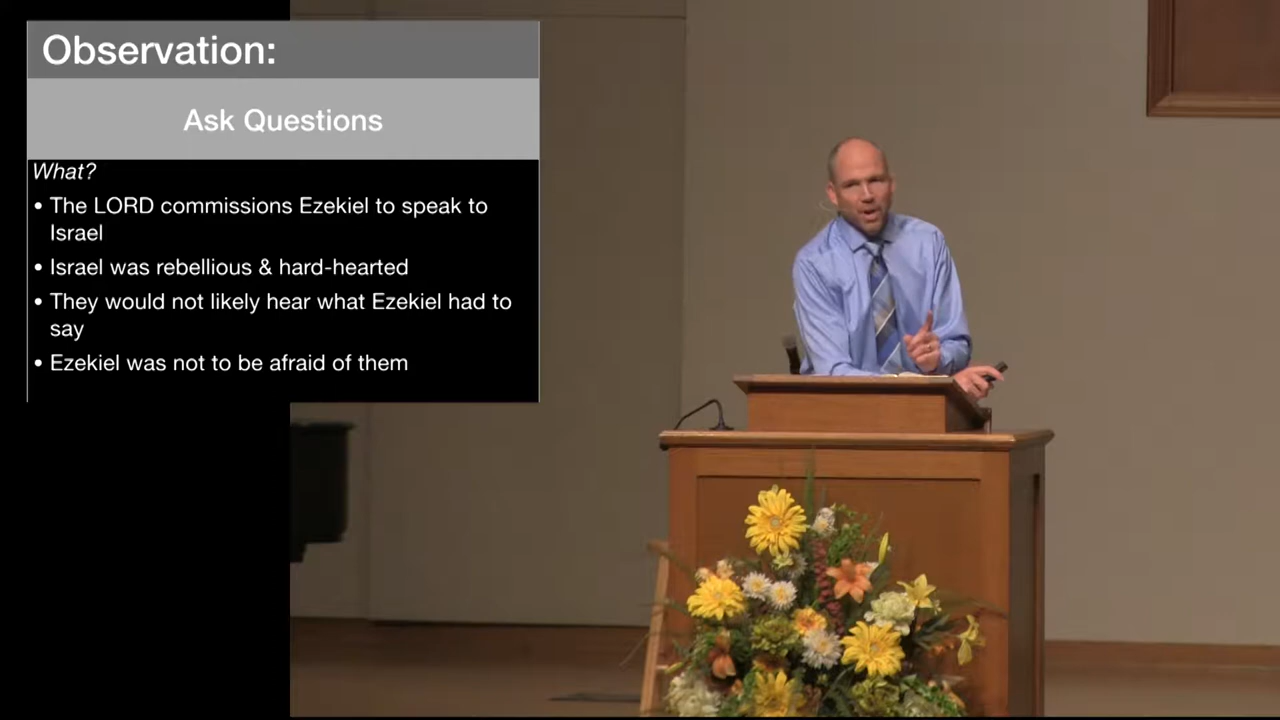 Observation:
Ask Questions
What?
• The LORD commissions Ezekiel to speak to
Israel
• Israel was rebellious & hard-hearted
• They would not likely hear what Ezekiel had to
say
• Ezekiel was not to be afraid of them